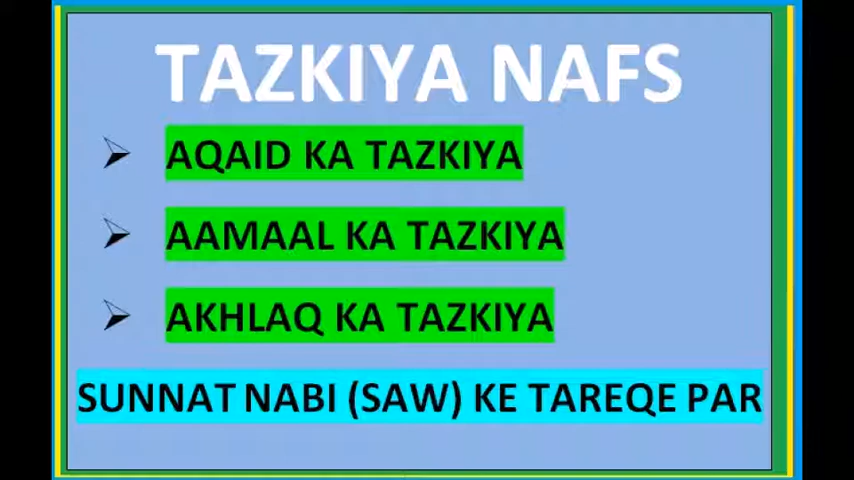 TAZKIYA NAFS
AQAID KA TAZKIYA
AAMAAL KA TAZKIYA
AKHLAQ KA TAZKIYA
SUNNAT NABI (SAW) KE TAREQE PAR